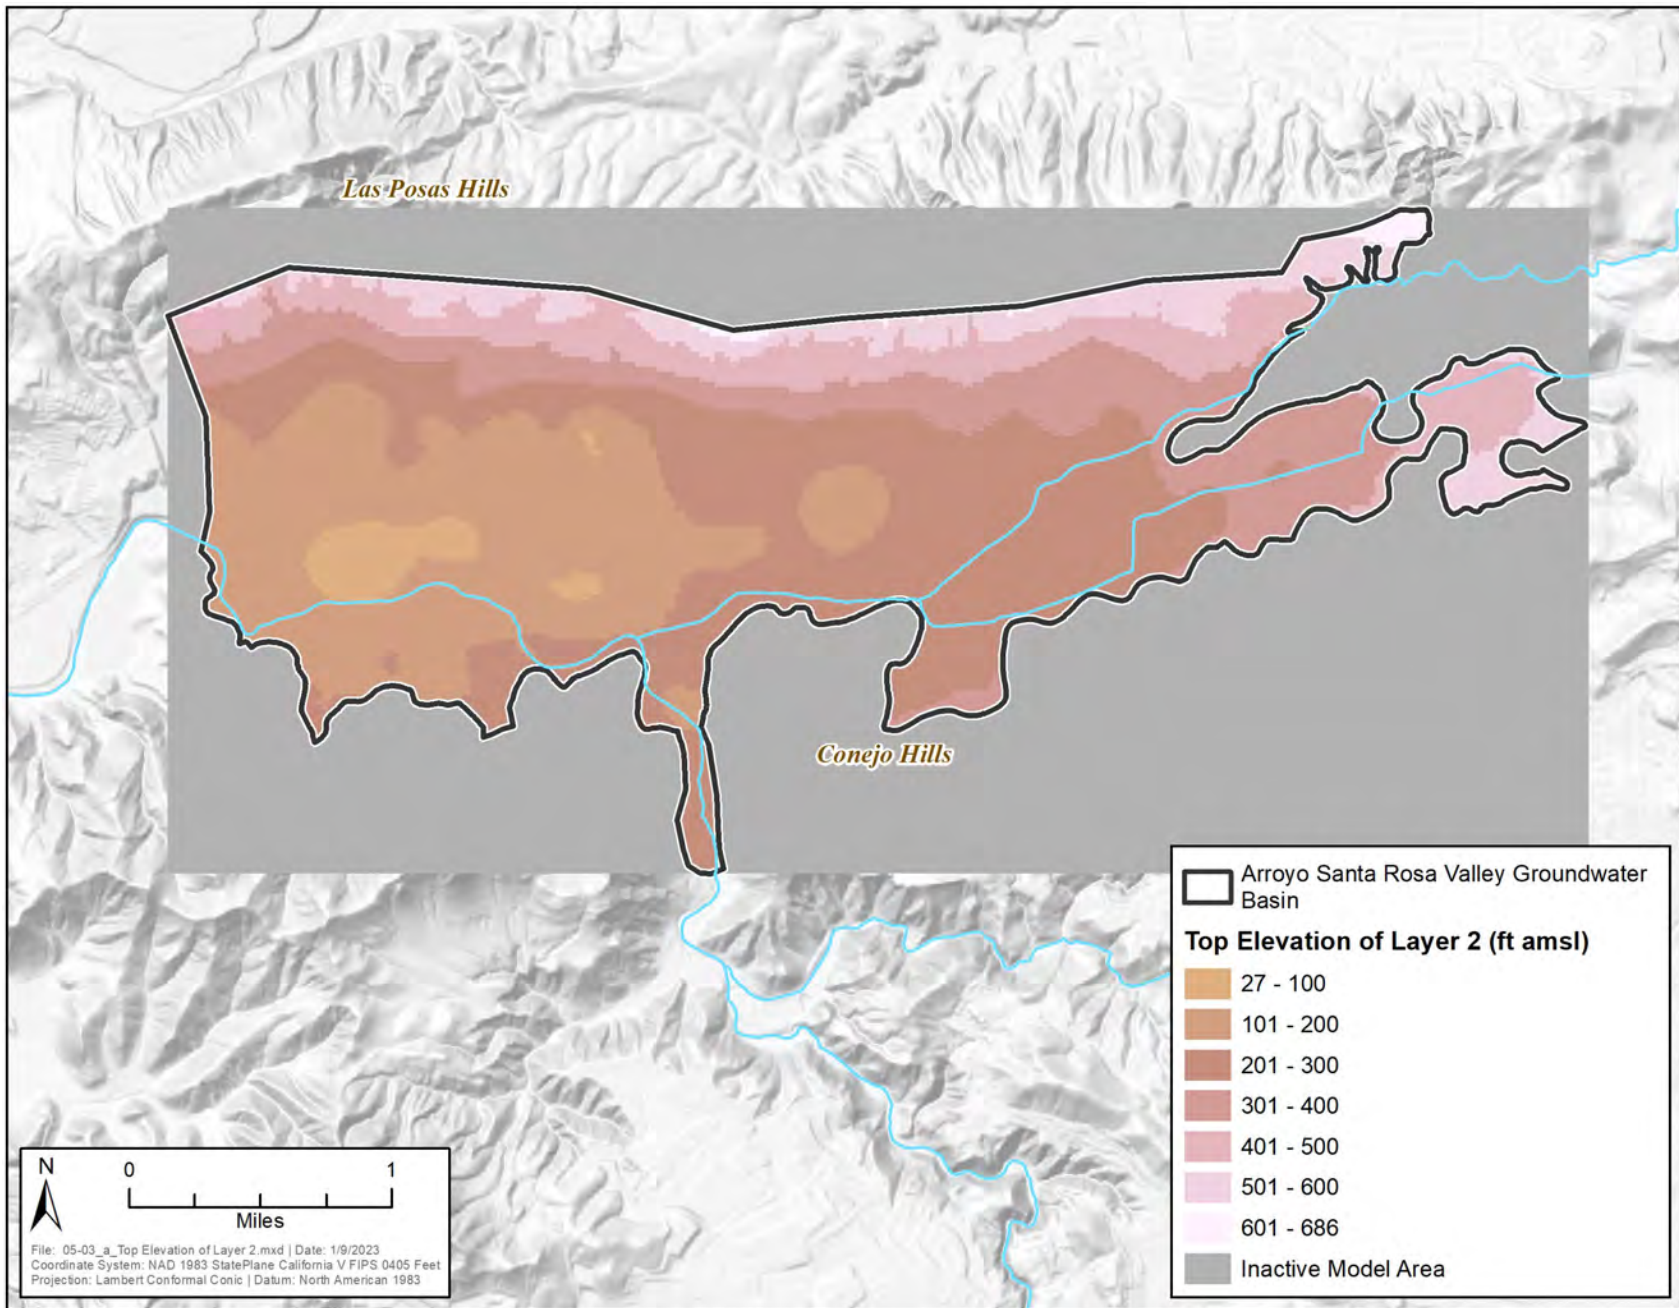 Las Posas Hills
Conejo Hills
Arroyo Santa Rosa Valley Groundwater
Basin
Top Elevation of Layer 2 (ft amsl)
27 - 100
101 - 200
201 - 300
301 - 400
401 - 500
501 - 600
601 - 686
Inactive Model Area
N
0 1
Miles
File: 05-03_a_Top Elevation of Layer 2.mxd | Date: 1/9/2023
Coordinate System: NAD 1983 StatePlane California V FIPS 0405 Feet
Projection: Lambert Conformal Conic | Datum: North American 1983